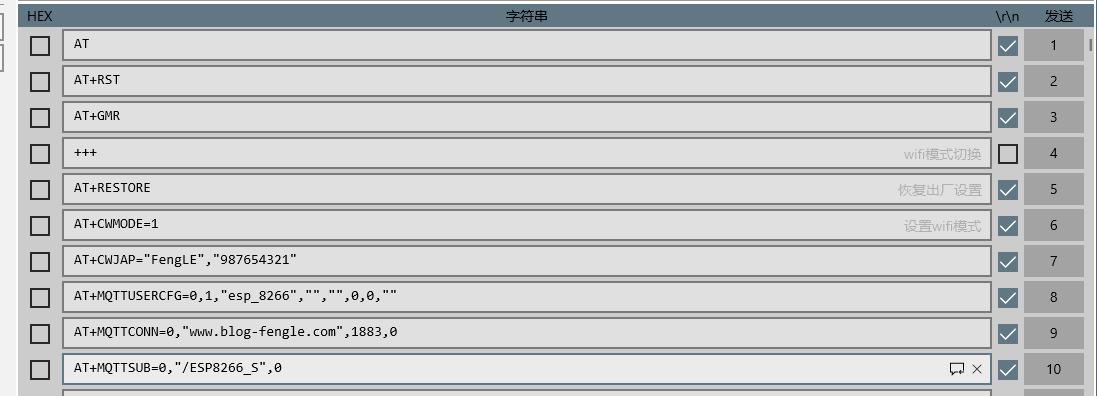 HEX 字符串 \r\n 发送
AT 1
AT+RST 2
AT+GMR 3
+++ wifi模式切换 4
AT+RESTORE 恢复出厂设置 5
AT+CWMODE=1 设置wifi模式 6
AT+CWJAP="FengLE","987654321" 7
AT+MQTTUSERCFG=0,1,"esp_8266","","",0,0,"" 8
AT+MQTTCONN=0,"www.blog-fengle.com",1883,0 9
AT+MQTTSUB=0,"/ESP8266_S",0 10